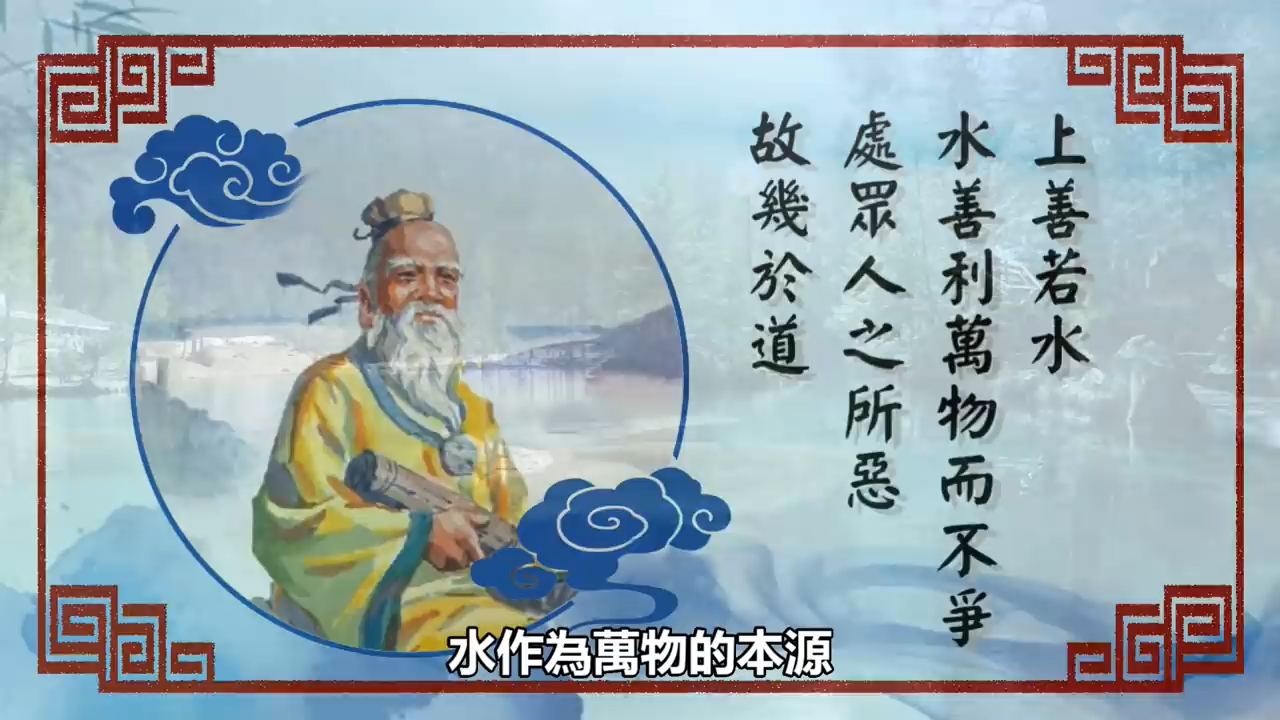 上善若水
水善利萬物而不爭
處眾人之所惡
故幾於道
水作為萬物的本源